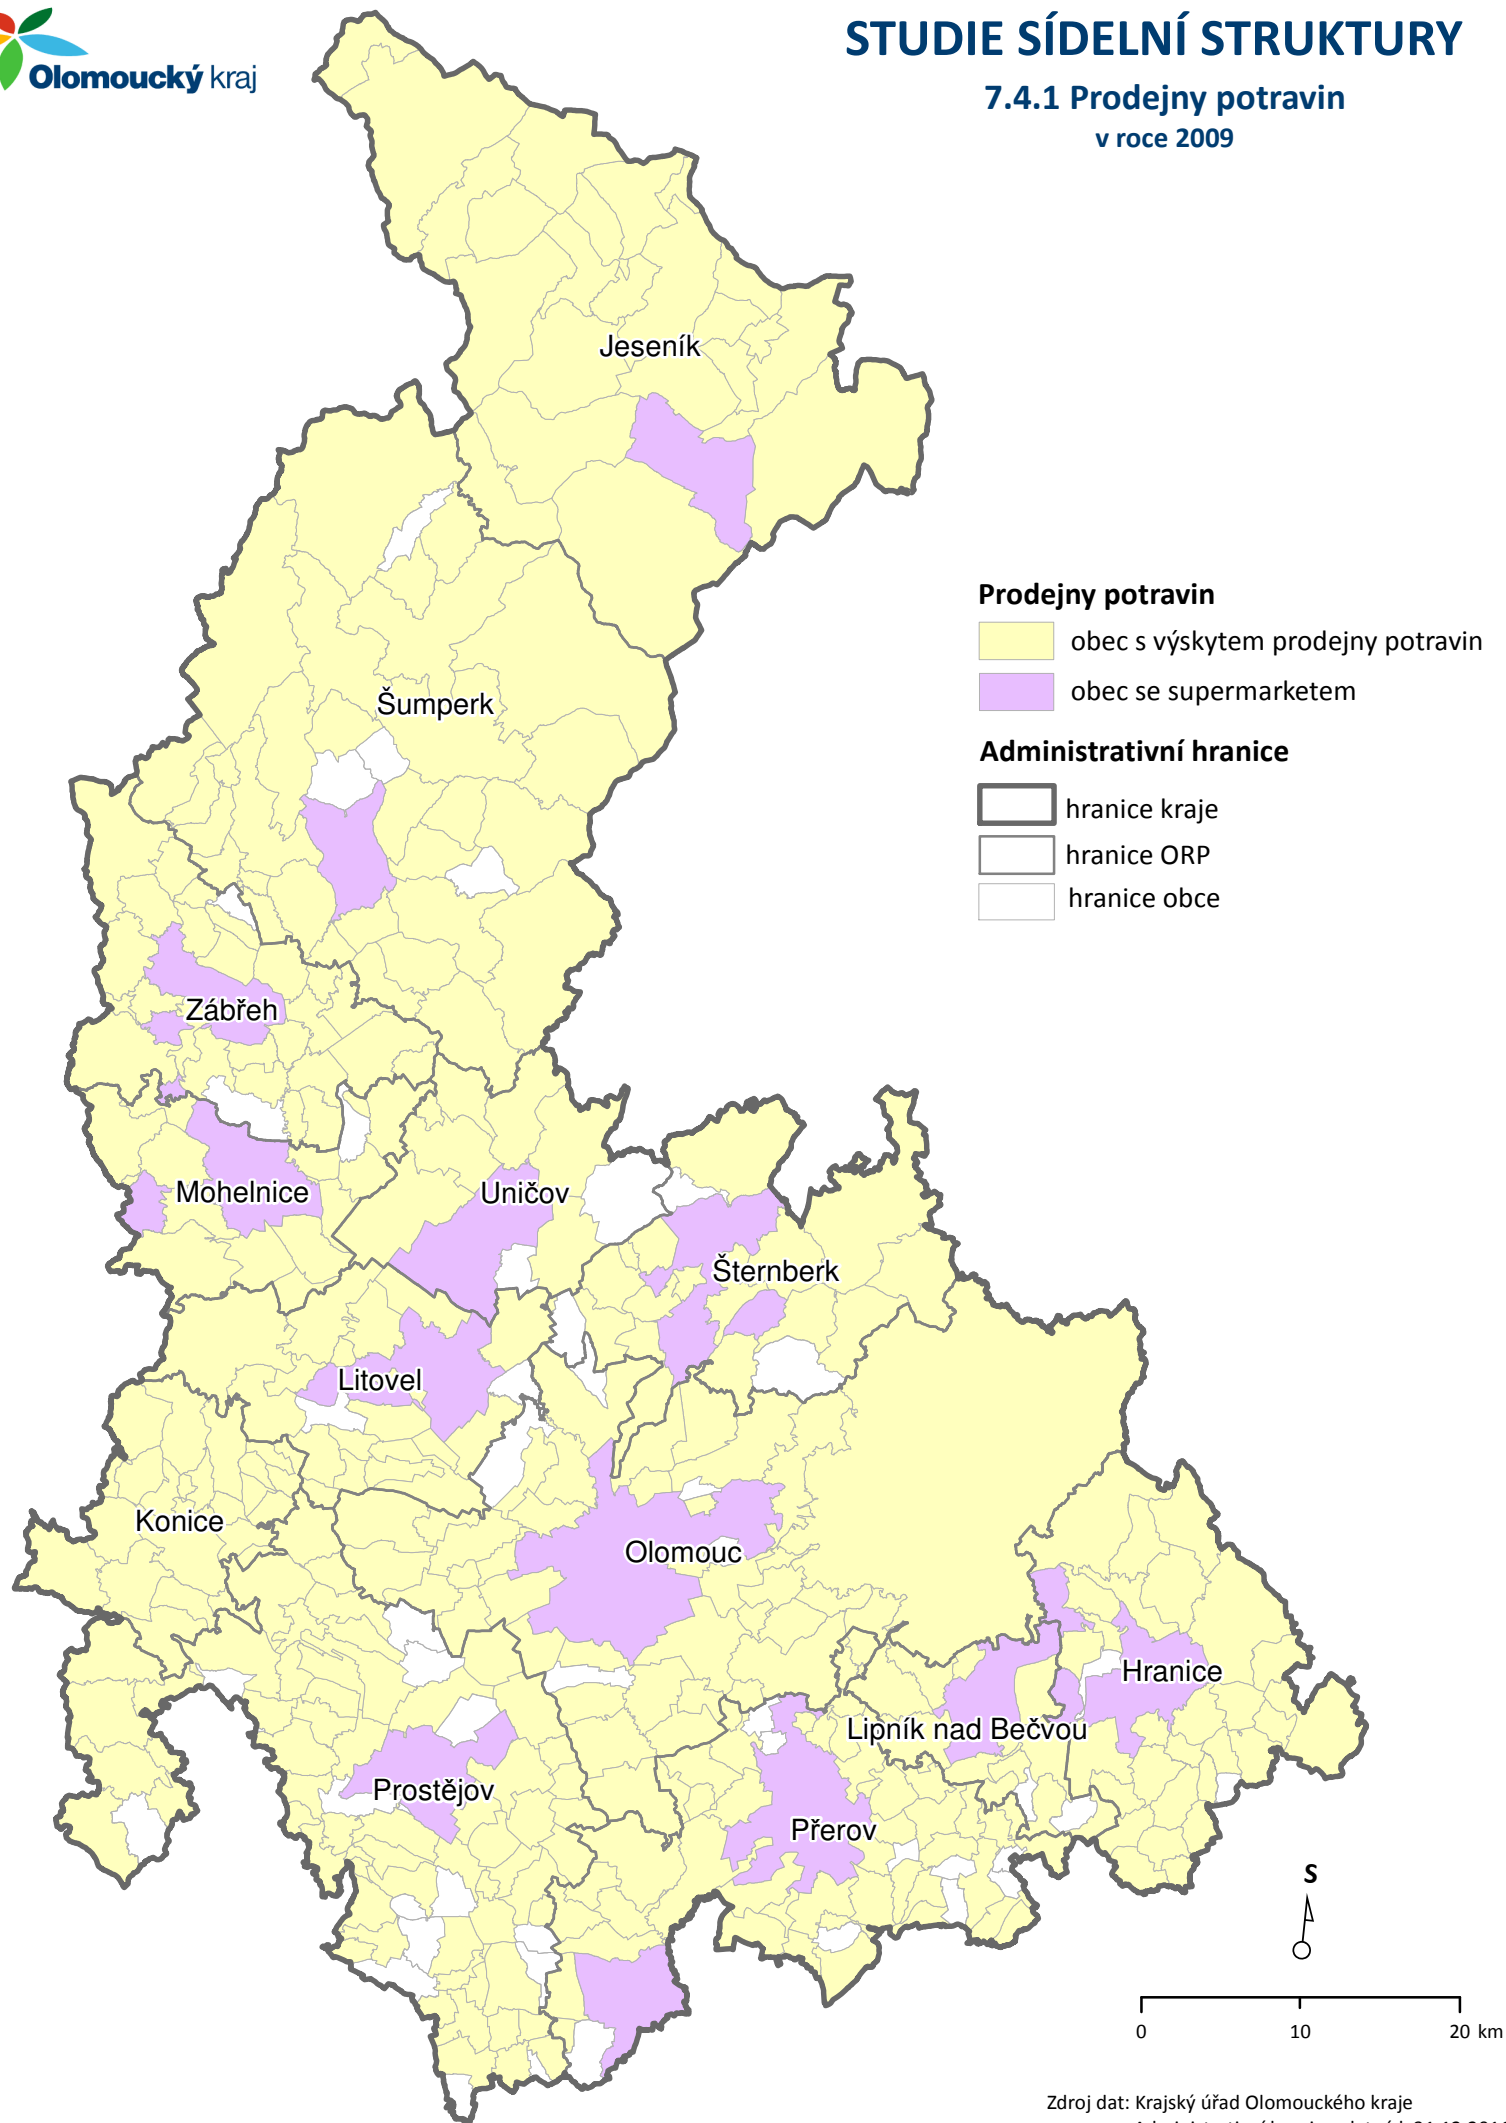 Olomoucký kraj
STUDIE SÍDELNÍ STRUKTURY
7.4.1 Prodejny potravin
v roce 2009
Jeseník
Prodejny potravin
obec s výskytem prodejny potravin
obec se supermarketem
Administrativní hranice
hranice kraje
hranice ORP
hranice obce
Šumperk
Zábřeh
Mohelnice
Uničov
Šternberk
Litovel
Konice
Olomouc
Hranice
Lipník nad Bečvou
Prostějov
Přerov
S
0 10 20 km
Zdroj dat: Krajský úřad Olomouckého kraje